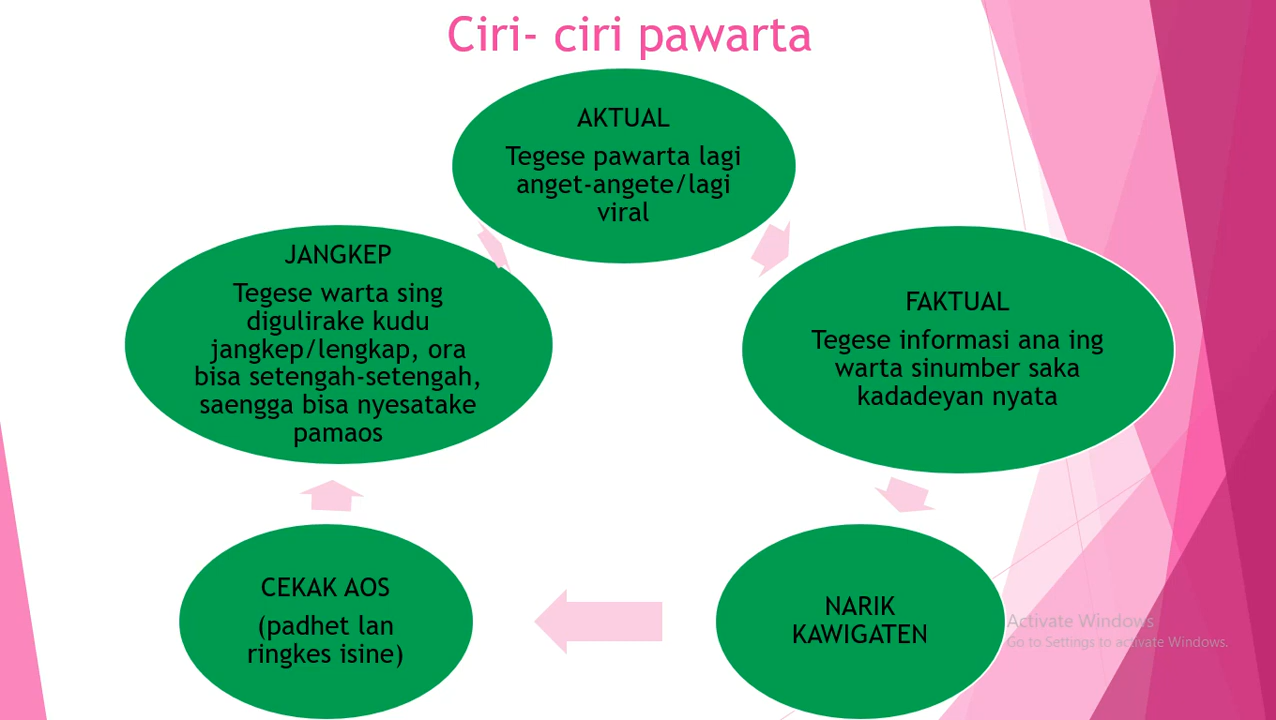 Ciri- ciri pawarta
AKTUAL
Tegese pawarta lagi
anget-angete/lagi
viral
FAKTUAL
Tegese informasi ana ing
warta sinumber saka
kadadeyan nyata
NARIK
KAWIGATEN
CEKAK AOS
(padhet lan
ringkes isine)
JANGKEP
Tegese warta sing
digulirake kudu
jangkep/lengkap, ora
bisa setengah-setengah,
saengga bisa nyesatake
pamaos
Activate Windows
Go to Settings to activate Windows.